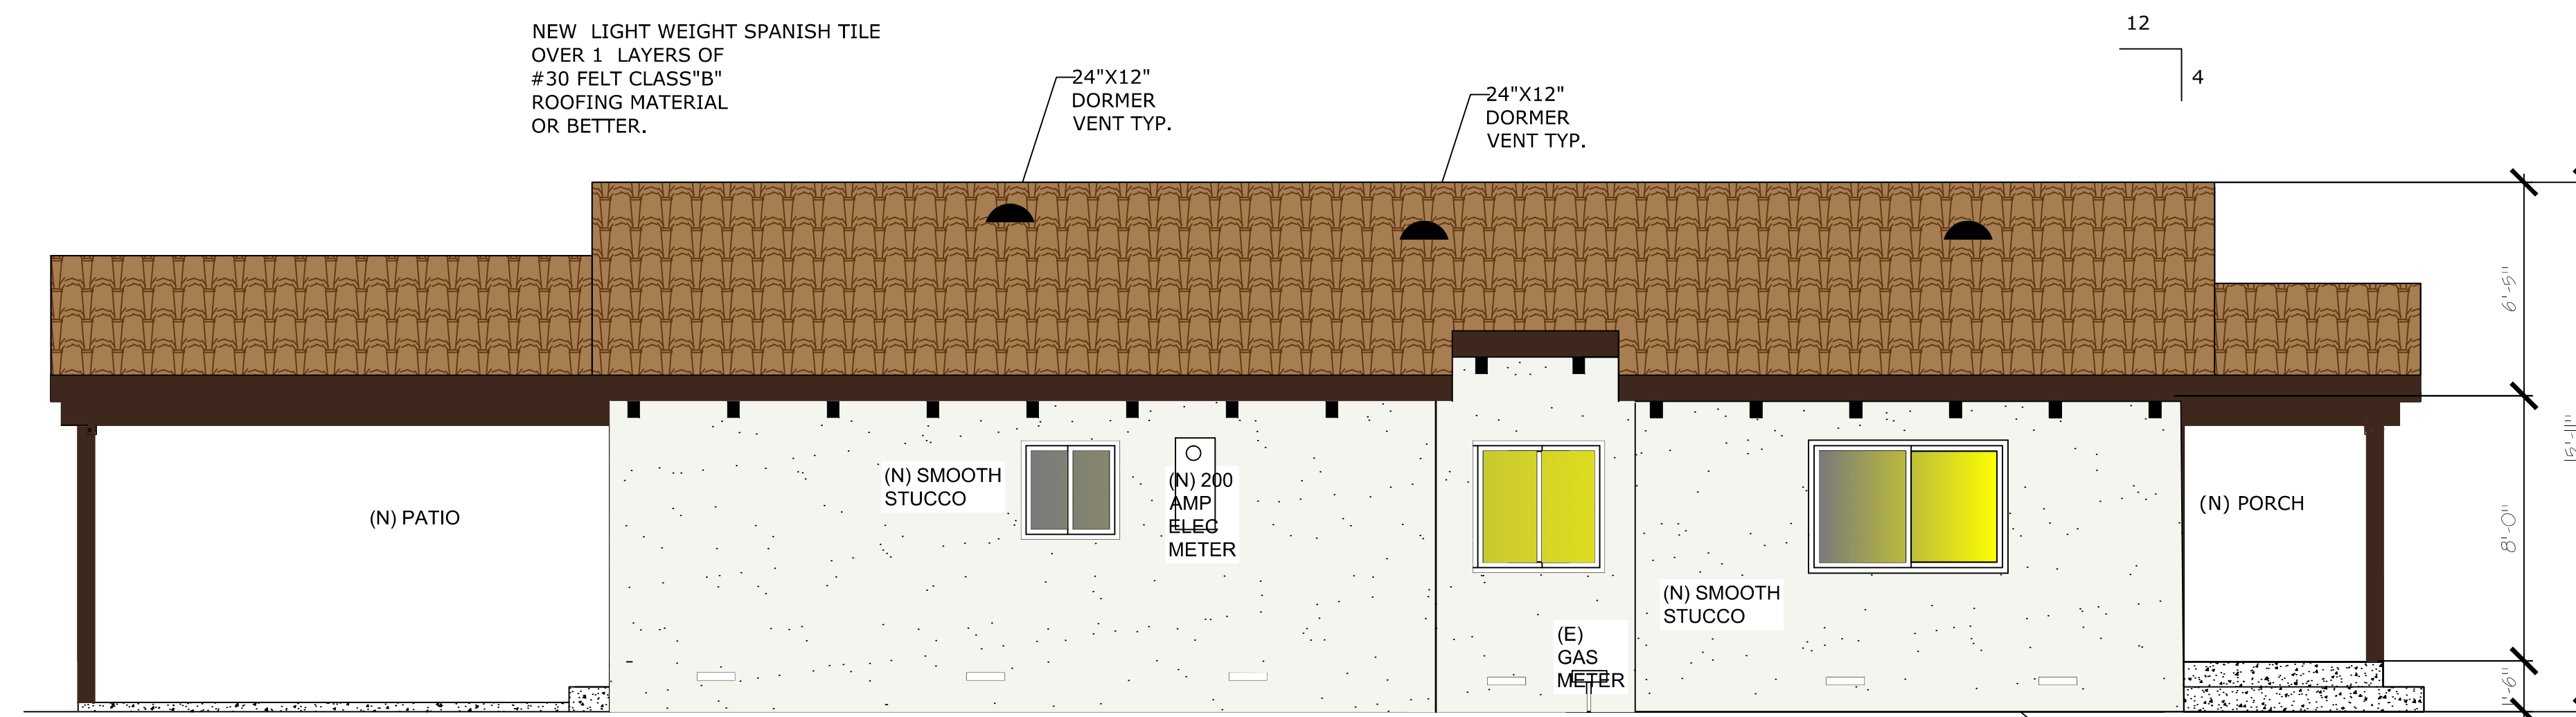 NEW LIGHT WEIGHT SPANISH TILE
OVER 1 LAYERS OF
#30 FELT CLASS"B"
ROOFING MATERIAL
OR BETTER.
24"X12"
DORMER
VENT TYP.
24"X12"
DORMER
VENT TYP.
12
4
6'-5"
(N) SMOOTH
STUCCO
(N) 200
AMP
ELEC
METER
(N) PATIO
(N) PORCH
8'-0"
15'-11"
(N) SMOOTH
STUCCO
(E)
GAS
METER
1'-6"